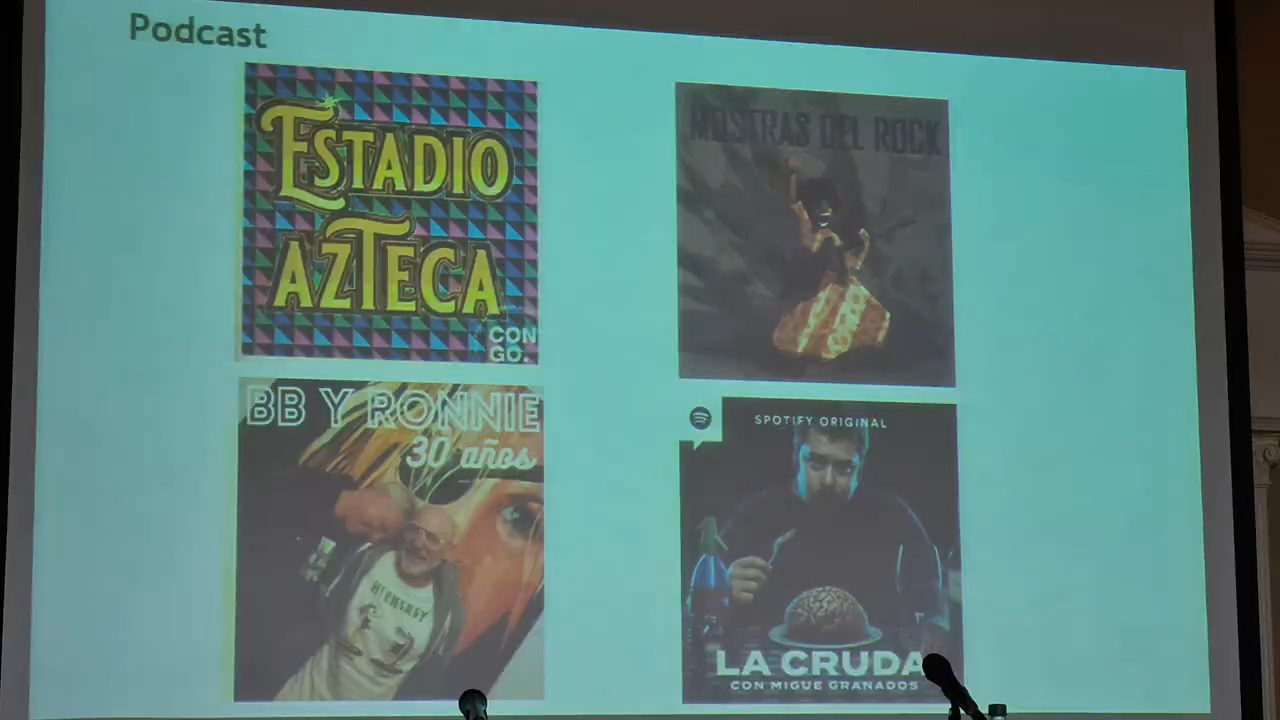 Podcast
ESTADIO
AZTECA
CON
GO.
MOSTRAS DEL ROCK
BB Y RONNIE
30 años
SPOTIFY ORIGINAL
LA CRUDA
CON MIGUE GRANADOS